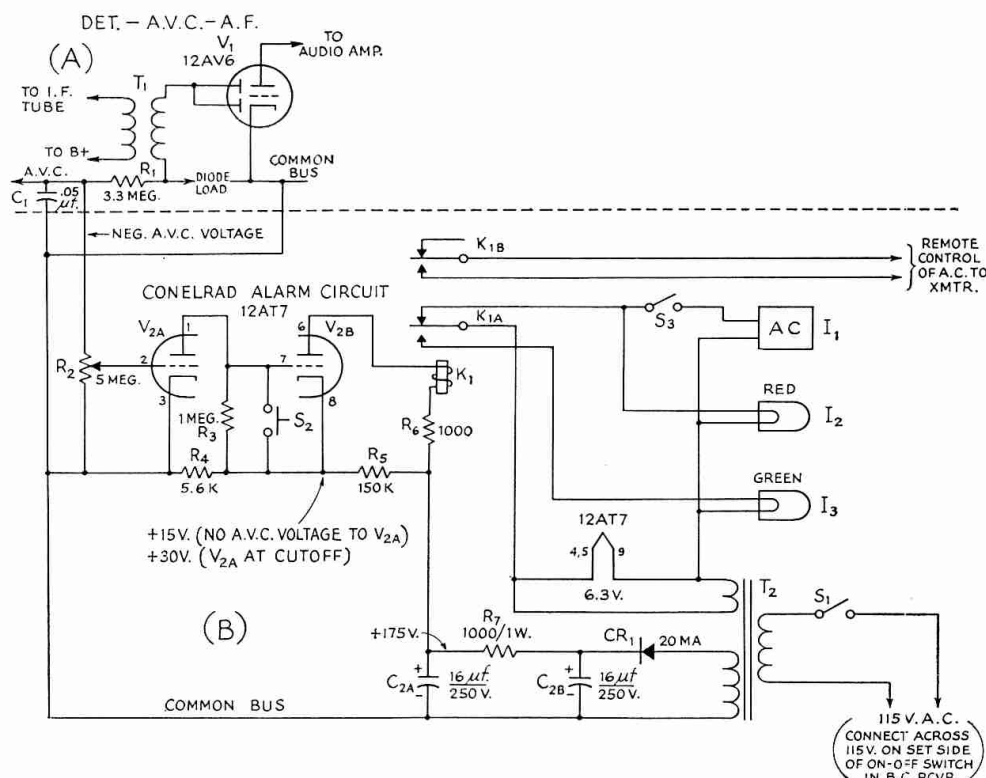 DET. - A.V.C. - A.F.
(A)
V1
12AV6
TO
AUDIO AMP.
T1
TO I.F.
TUBE
TO B+
A.V.C.
R1
3.3 MEG.
DIODE
LOAD
COMMON
BUS
C1
.05
µf.
NEG. A.V.C. VOLTAGE
K1B
REMOTE
CONTROL
OF A.C. TO
XMTR.
CONELRAD ALARM CIRCUIT
12AT7
V2A
1
6
V2B
K1A
S3
AC
I1
R2
5 MEG.
2
3
7
8
K1
1 MEG.
R3
S2
R6
1000
RED
I2
R4
5.6 K
R5
150K
GREEN
I3
+15V. (NO A.V.C. VOLTAGE TO V2A)
+30V. (V2A AT CUTOFF)
12AT7
4,5
9
6.3 V.
T2
S1
(B)
+175V.
R7
1000/1W.
CR1
20 MA
C2A
+
-
16 µf.
250 V.
C2B
+
-
16 µf
250 V.
COMMON BUS
115 V. A.C.
CONNECT ACROSS
115V. ON SET SIDE
OF ON-OFF SWITCH
IN B.C. RCVR.